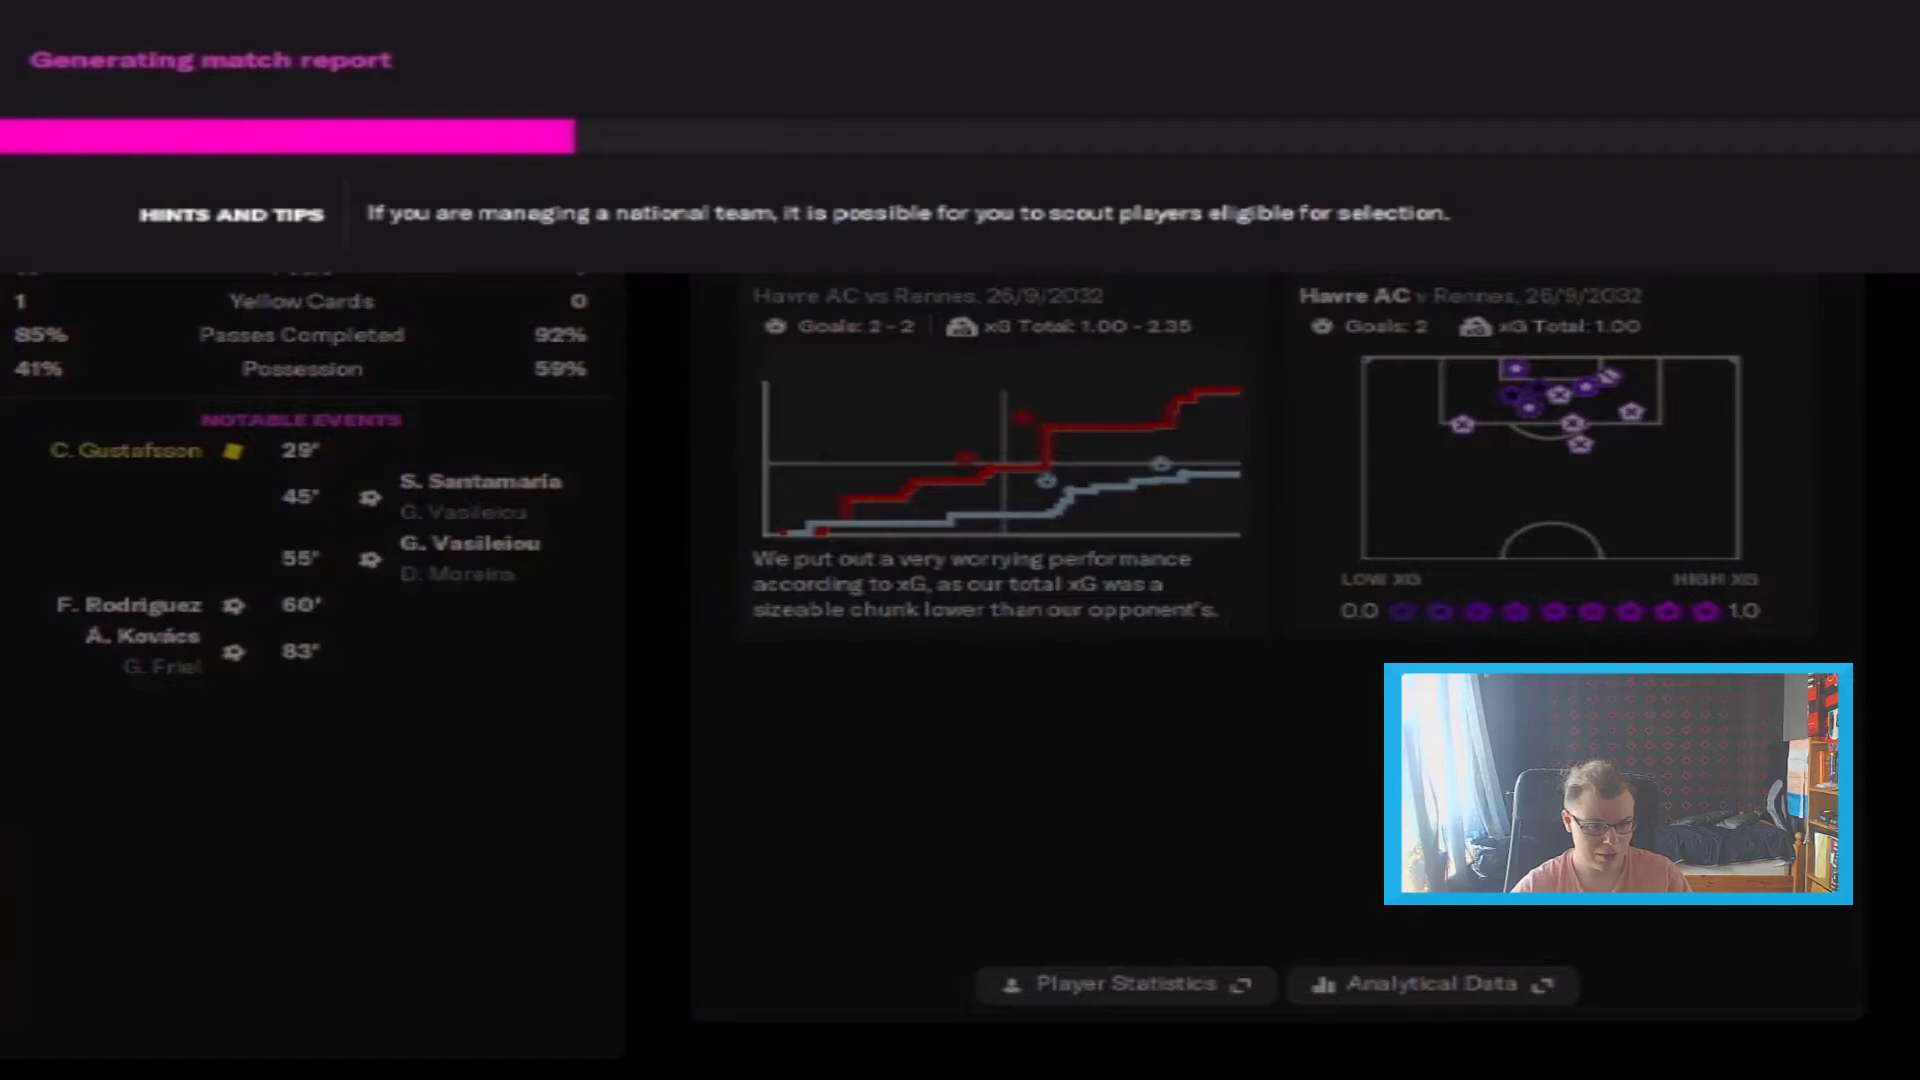 Generating match report
HINTS AND TIPS
If you are managing a national team, it is possible for you to scout players eligible for selection.
1 Yellow Cards 0
85% Passes Completed 92%
41% Possession 59%
NOTABLE EVENTS
C. Gustafsson 29'
45' S. Santamaría
G. Vasileiou
55' G. Vasileiou
D. Moreira
F. Rodriguez 60'
Á. Kovács
83'
G. Friel
Havre AC vs Rennes, 26/9/2032
Goals: 2 - 2 xG Total: 1.00 - 2.35
We put out a very worrying performance
according to xG, as our total xG was a
sizeable chunk lower than our opponent's.
Havre AC v Rennes, 26/9/2032
Goals: 2 xG Total: 1.00
LOW XG HIGH XG
0.0 1.0
Player Statistics
Analytical Data